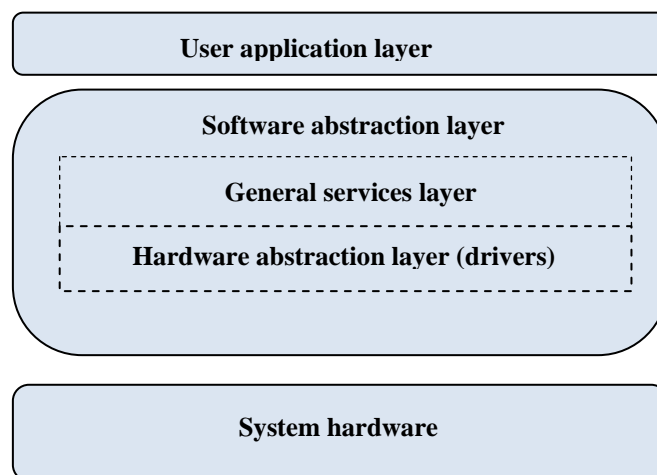 User application layer
Software abstraction layer
General services layer
Hardware abstraction layer (drivers)
System hardware